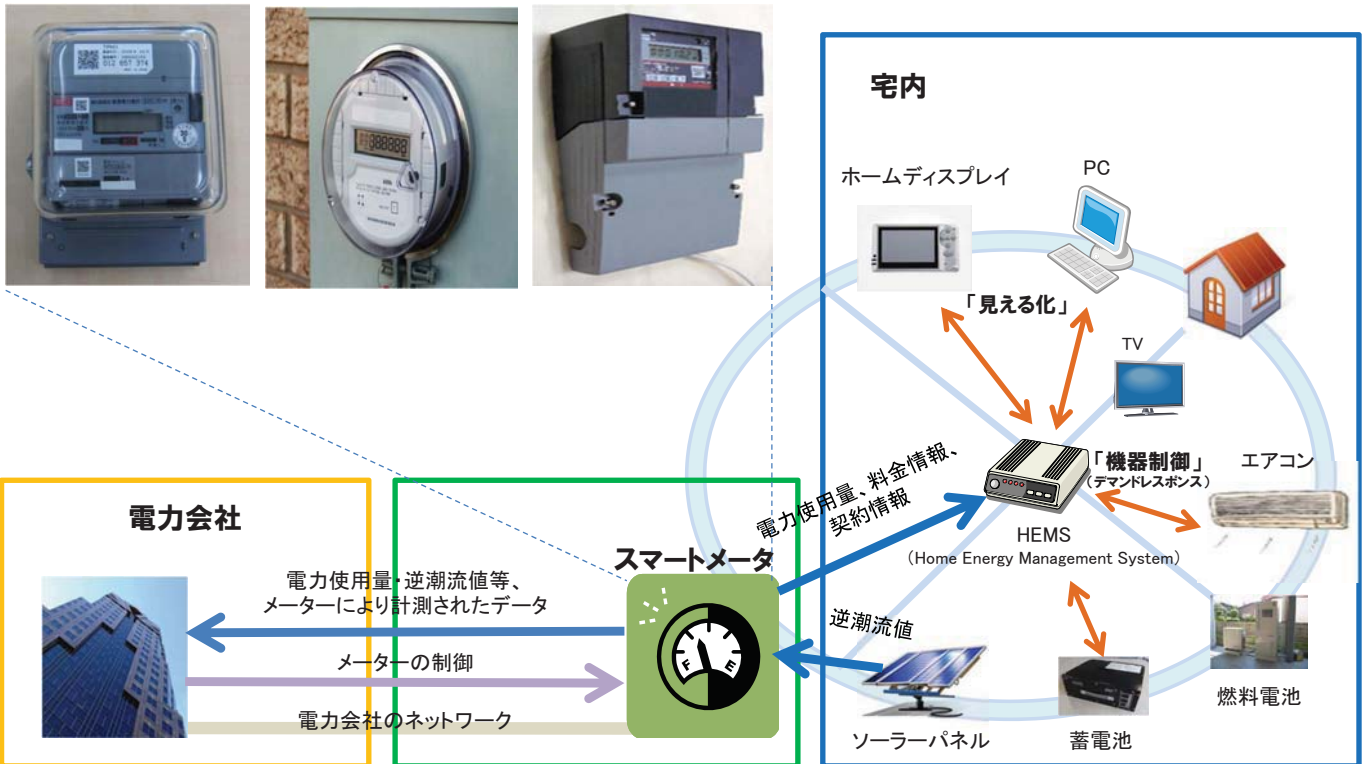 012 857 374
宅内
ホームディスプレイ
PC
「見える化」
TV
「機器制御」
(デマンドレスポンス)
エアコン
電力使用量、料金情報、
契約情報
HEMS
(Home Energy Management System)
電力会社
スマートメータ
電力使用量・逆潮流値等、
メーターにより計測されたデータ
メーターの制御
電力会社のネットワーク
F E
逆潮流値
ソーラーパネル
蓄電池
燃料電池